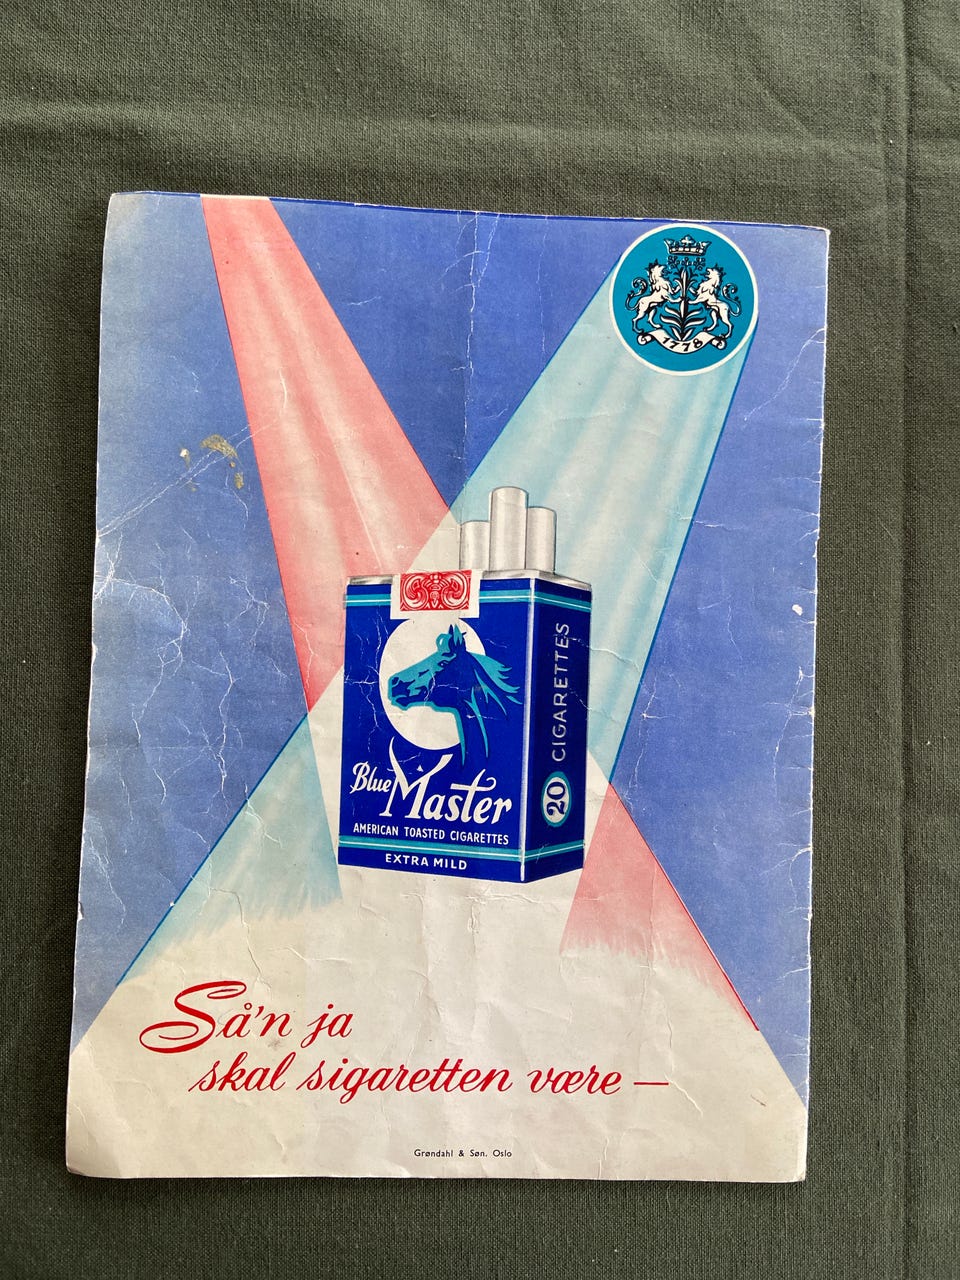 1778
Blue Master
AMERICAN TOASTED CIGARETTES
EXTRA MILD
20 CIGARETTES
Så'n ja
skal sigaretten være –
Grøndahl & Søn. Oslo